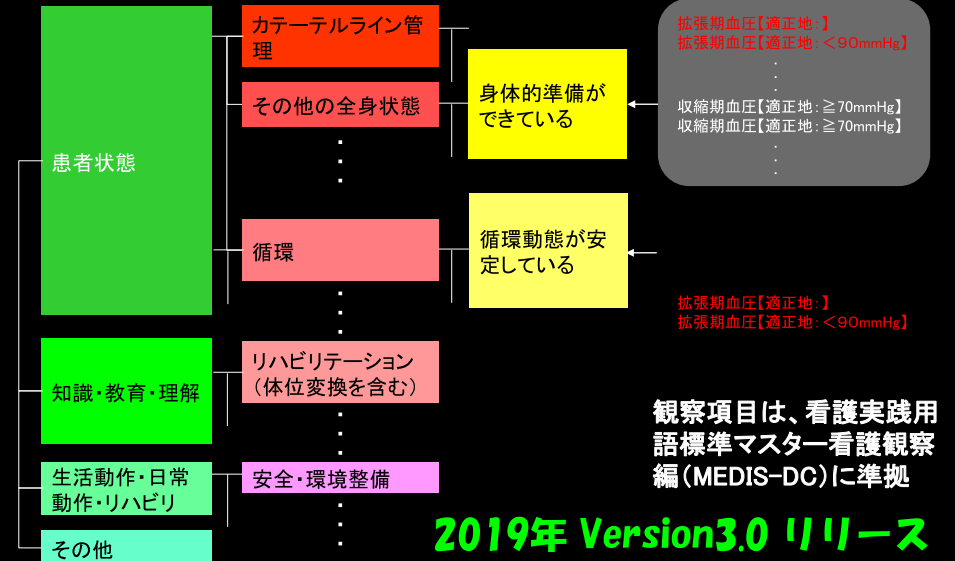 患者状態
知識・教育・理解
生活動作・日常
動作・リハビリ
その他
カテーテルライン管
理
その他の全身状態
循環
リハビリテーション
（体位変換を含む）
安全・環境整備
身体的準備が
できている
循環動態が安
定している
拡張期血圧【適正地：】
拡張期血圧【適正地：＜90mmHg】
収縮期血圧【適正地：≧70mmHg】
収縮期血圧【適正地：≧70mmHg】
拡張期血圧【適正地：】
拡張期血圧【適正地：＜90mmHg】
観察項目は、看護実践用
語標準マスター看護観察
編（MEDIS-DC）に準拠
2019年 Version3.0 リリース